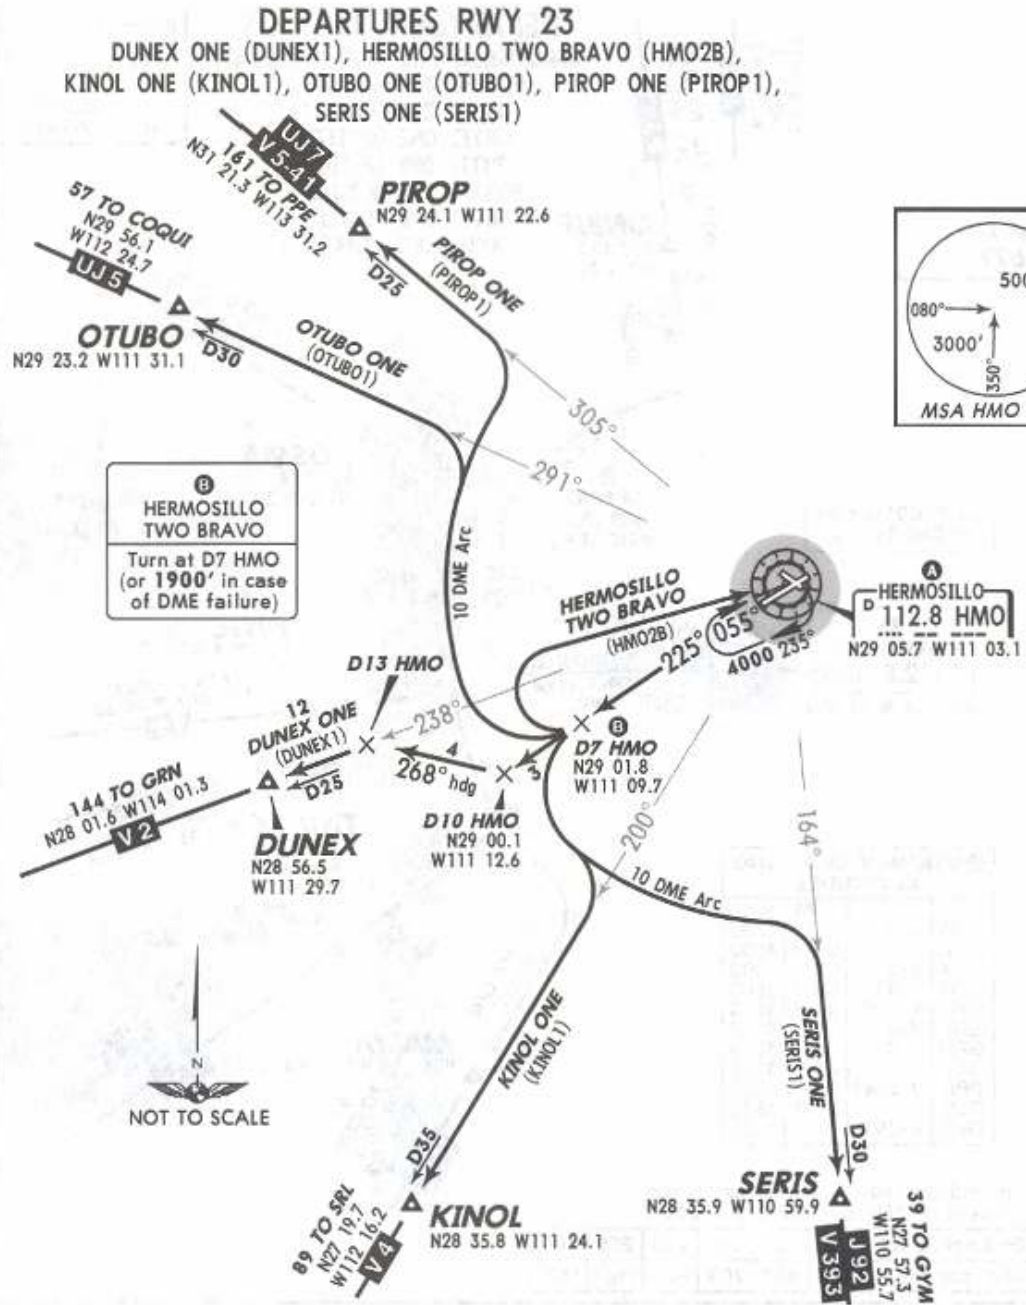 DEPARTURES RWY 23
DUNEX ONE (DUNEX1), HERMOSILLO TWO BRAVO (HMO2B),
KINOL ONE (KINOL1), OTUBO ONE (OTUBO1), PIROP ONE (PIROP1),
SERIS ONE (SERIS1)
UJ 7
V 5-41
161 TO PPE
N31 21.3 W113 31.2
PIROP
N29 24.1 W111 22.6
D25
PIROP ONE
(PIROP1)
57 TO COQUI
N29 56.1
W112 24.7
UJ 5
OTUBO
N29 23.2 W111 31.1
D30
OTUBO ONE
(OTUBO1)
500
080°
3000'
350°
MSA HMO
305°
291°
B
HERMOSILLO
TWO BRAVO
Turn at D7 HMO
(or 1900' in case
of DME failure)
10 DME Arc
HERMOSILLO
TWO BRAVO
(HMO2B)
225°
055°
4000 235°
A
HERMOSILLO
D 112.8 HMO
N29 05.7 W111 03.1
D13 HMO
238°
12
DUNEX ONE
(DUNEX1)
D25
4
268° hdg
3
B
D7 HMO
N29 01.8
W111 09.7
144 TO GRN
N28 01.6 W114 01.3
V 2
DUNEX
N28 56.5
W111 29.7
D10 HMO
N29 00.1
W111 12.6
200°
164°
10 DME Arc
N
NOT TO SCALE
KINOL ONE
(KINOL1)
SERIS ONE
(SERIS1)
D35
D30
89 TO SRL
N27 19.7
W112 16.2
V 4
KINOL
N28 35.8 W111 24.1
SERIS
N28 35.9 W110 59.9
J 92
V 393
39 TO GYM
N27 57.3
W110 55.7